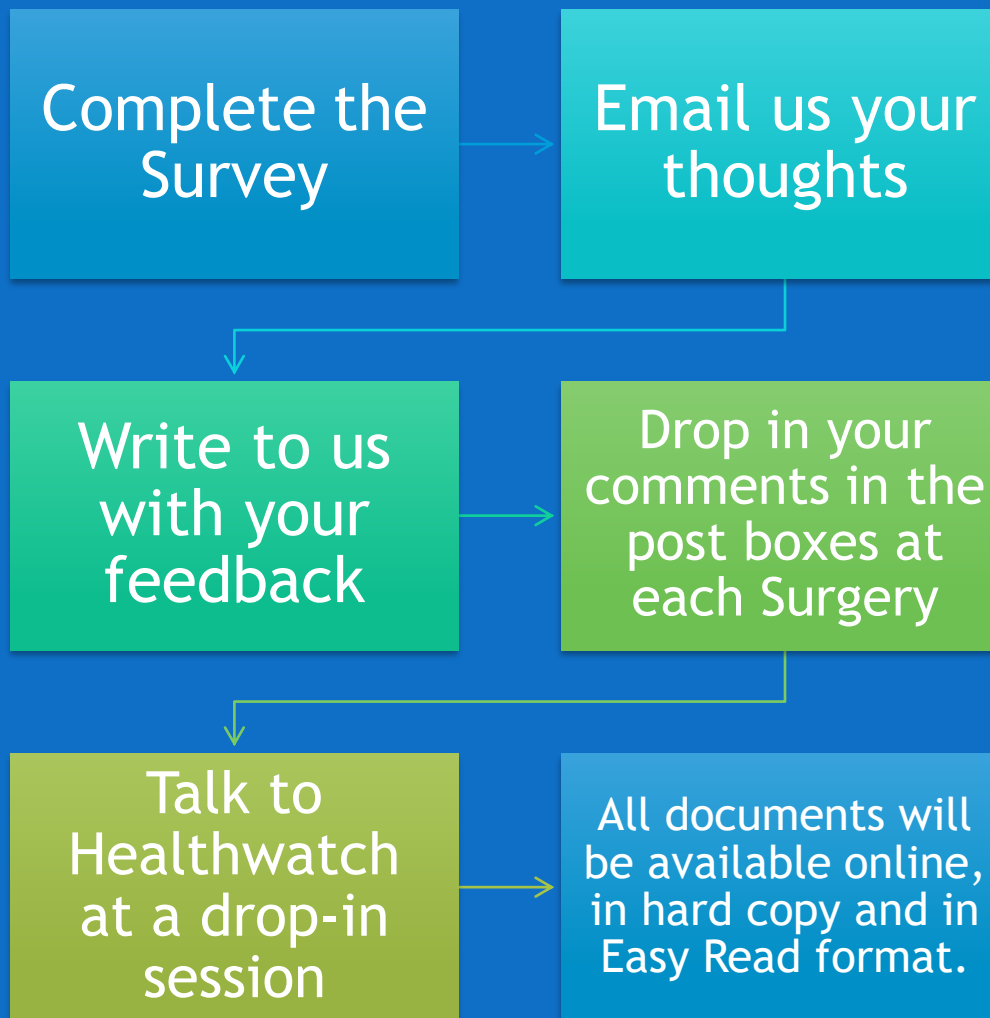 Complete the
Survey
Email us your
thoughts
Write to us
with your
feedback
Drop in your
comments in the
post boxes at
each Surgery
Talk to
Healthwatch
at a drop-in
session
All documents will
be available online,
in hard copy and in
Easy Read format.